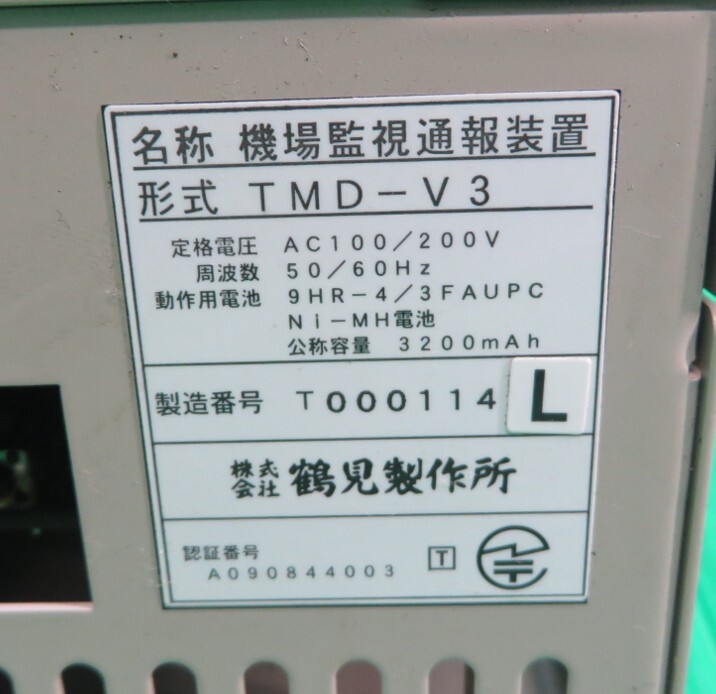 名称 機場監視通報装置
形式 TMD－V3
定格電圧 AC100／200V
周波数 50／60Hz
動作用電池 9HR－4／3FAUPC
Ni－MH電池
公称容量 3200mAh
製造番号 T000114 L
株式会社 鶴見製作所
認証番号 T
A090844003